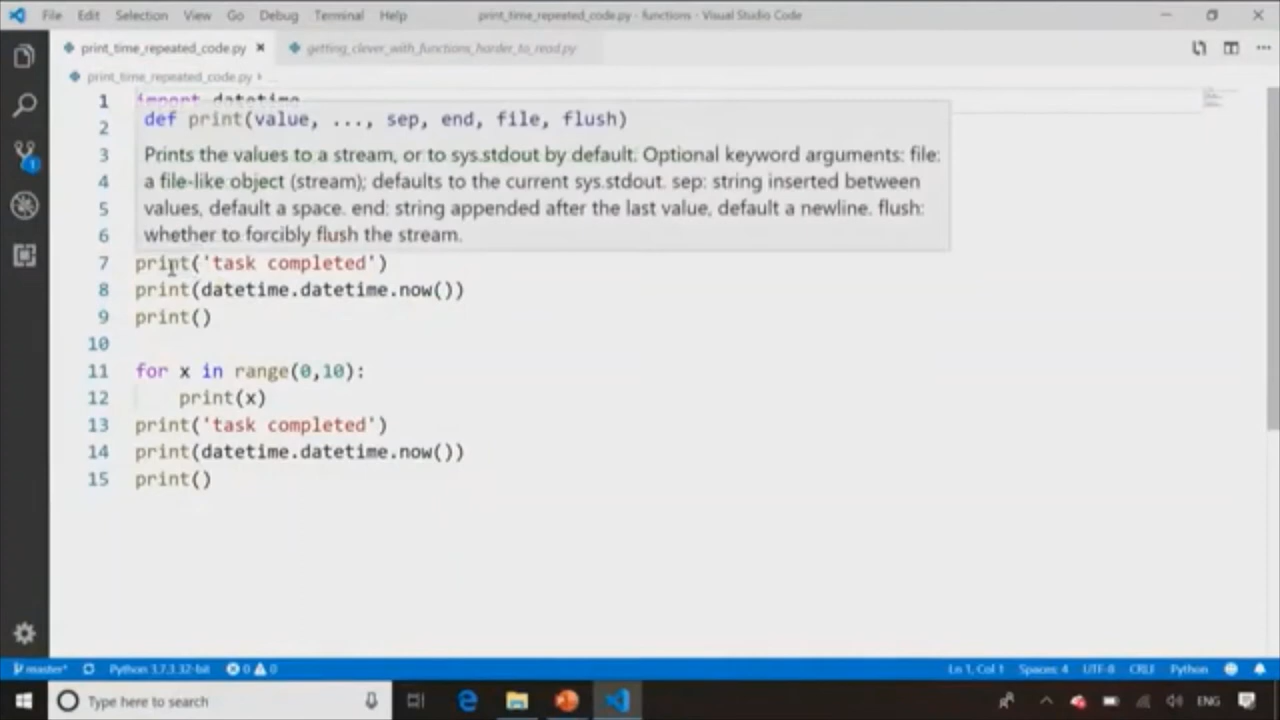 File Edit Selection View Go Debug Terminal Help print_time_repeated_code.py - functions - Visual Studio Code
print_time_repeated_code.py getting_clever_with_functions_harder_to_read.py
print_time_repeated_code.py
1 import datetime
2 def print(value, ..., sep, end, file, flush)
3 Prints the values to a stream, or to sys.stdout by default. Optional keyword arguments: file:
4 a file-like object (stream); defaults to the current sys.stdout. sep: string inserted between
5 values, default a space. end: string appended after the last value, default a newline. flush:
6 whether to forcibly flush the stream.
7 print('task completed')
8 print(datetime.datetime.now())
9 print()
10
11 for x in range(0,10):
12 print(x)
13 print('task completed')
14 print(datetime.datetime.now())
15 print()
master* Python 3.7.3 32-bit 0 0 Ln 1, Col 1 Spaces: 4 UTF-8 CRLF Python
Type here to search ENG